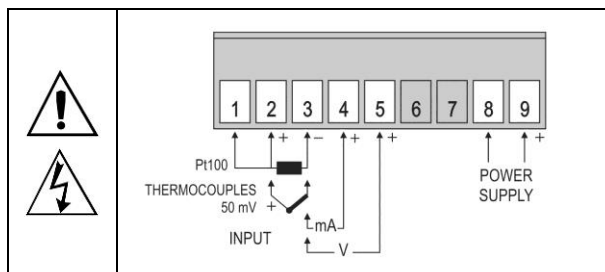 1 2 3 4 5 6 7 8 9
+ − + + +
Pt100
THERMOCOUPLES
50 mV +
INPUT
mA
V
POWER
SUPPLY